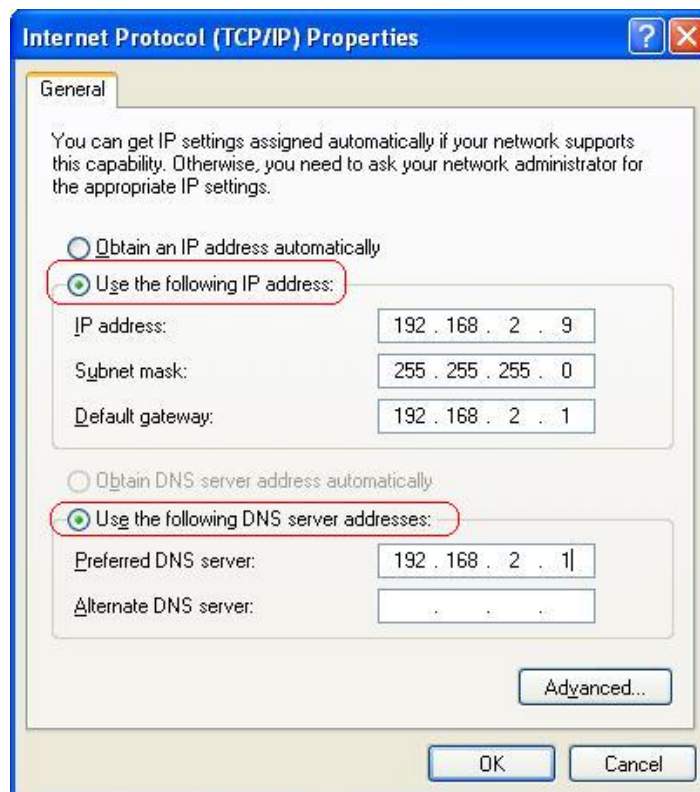 Internet Protocol (TCP/IP) Properties
General
You can get IP settings assigned automatically if your network supports
this capability. Otherwise, you need to ask your network administrator for
the appropriate IP settings.
Obtain an IP address automatically
Use the following IP address:
IP address: 192 . 168 . 2 . 9
Subnet mask: 255 . 255 . 255 . 0
Default gateway: 192 . 168 . 2 . 1
Obtain DNS server address automatically
Use the following DNS server addresses:
Preferred DNS server: 192 . 168 . 2 . 1
Alternate DNS server: . . .
Advanced...
OK Cancel